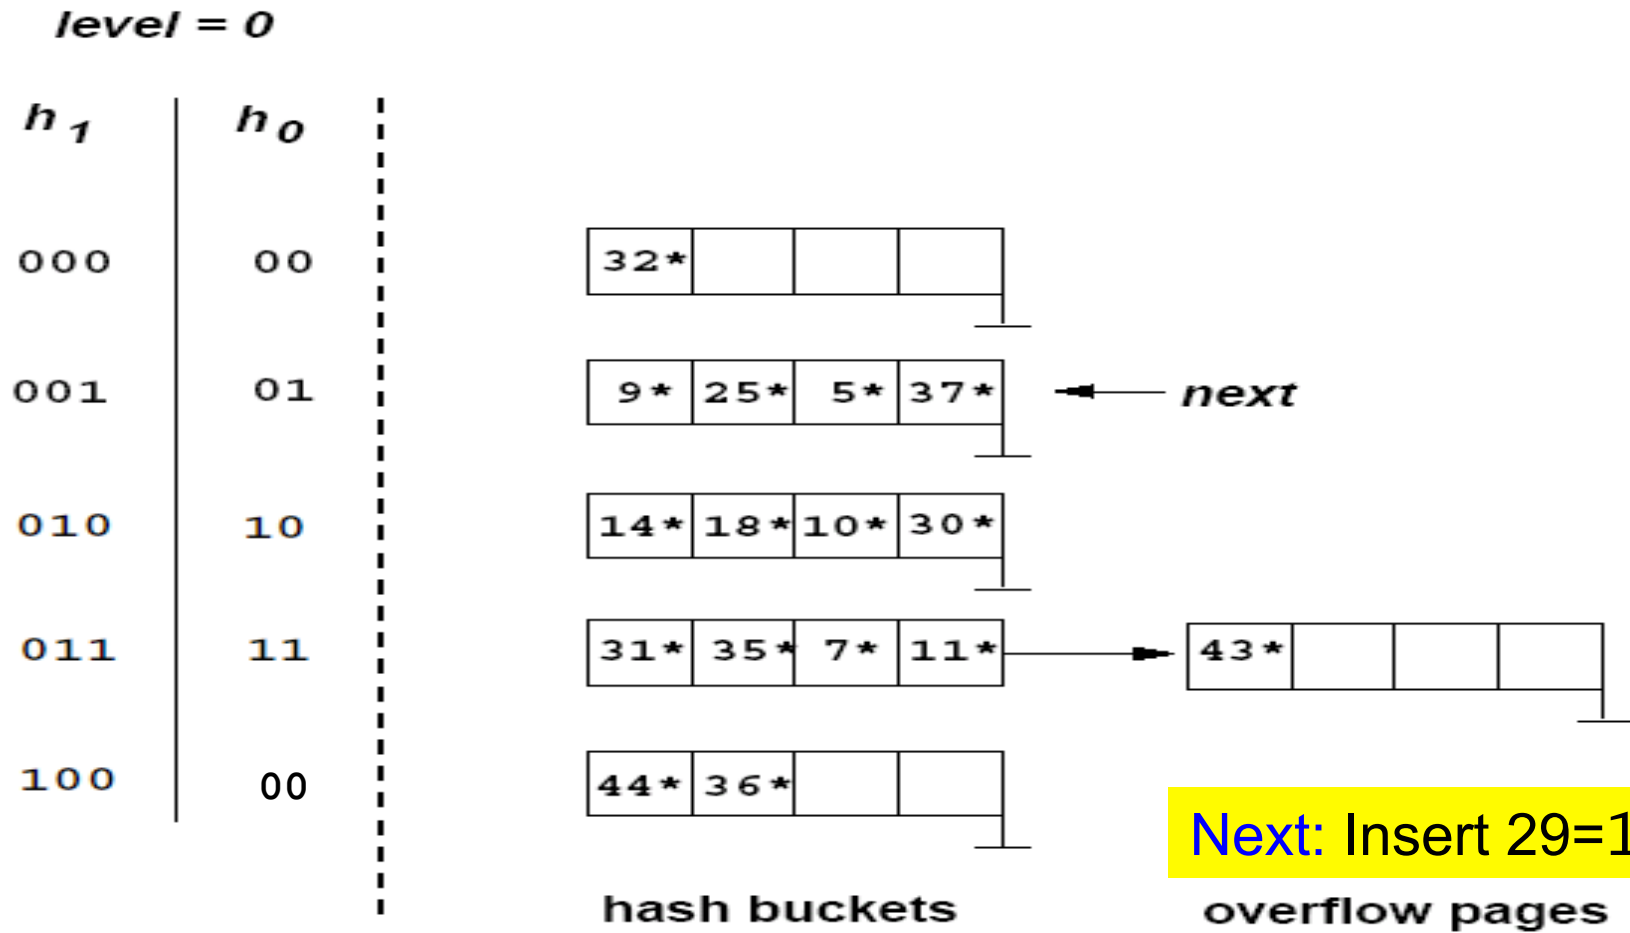 level = 0
h1 h0
000 00 32*
001 01 9* 25* 5* 37* next
010 10 14* 18* 10* 30*
011 11 31* 35* 7* 11* 43*
100 00 44* 36*
Next: Insert 29=1
hash buckets overflow pages